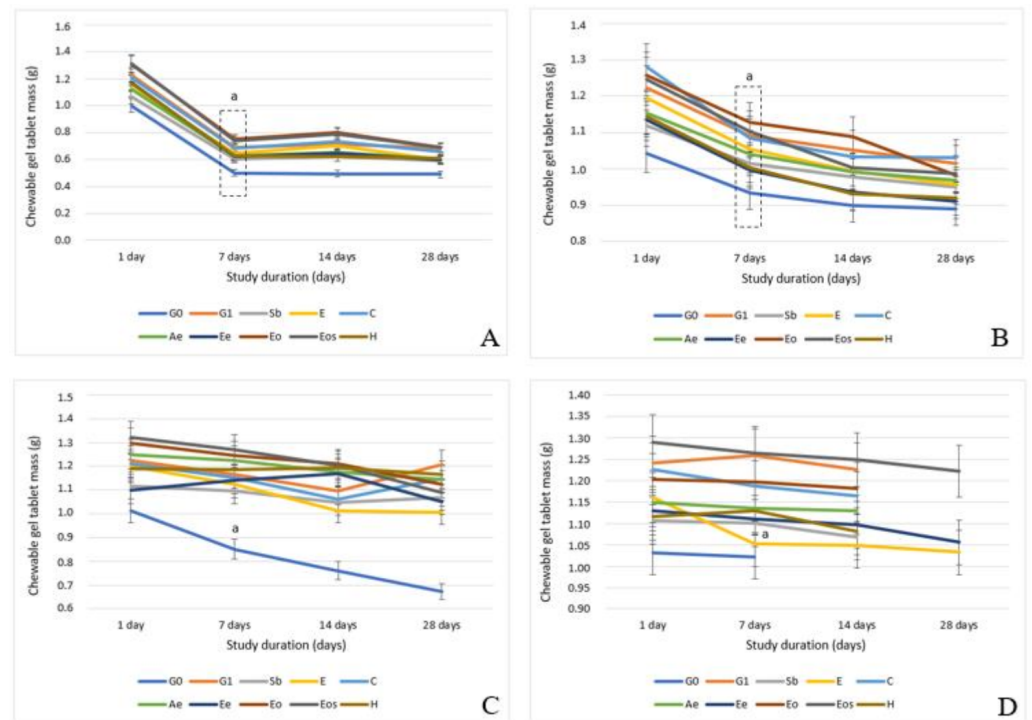 1.6
1.4
1.2
1.0
0.8
0.6
0.4
0.2
0.0
Chewable gel tablet mass (g)
a
1 day 7 days 14 days 28 days
Study duration (days)
G0 G1 Sb E C
Ae Ee Eo Eos H
A
1.4
1.3
1.2
1.1
1.0
0.9
0.8
Chewable gel tablet mass (g)
a
1 day 7 days 14 days 28 days
Study duration (days)
G0 G1 Sb E C
Ae Ee Eo Eos H
B
1.5
1.4
1.3
1.2
1.1
1.0
0.9
0.8
0.7
0.6
Chewable gel tablet mass (g)
a
1 day 7 days 14 days 28 days
Study duration (days)
G0 G1 Sb E C
Ae Ee Eo Eos H
C
1.40
1.35
1.30
1.25
1.20
1.15
1.10
1.05
1.00
0.95
0.90
Chewable gel tablet mass (g)
a
1 day 7 days 14 days 28 days
Study duration (days)
G0 G1 Sb E C
Ae Ee Eo Eos H
D